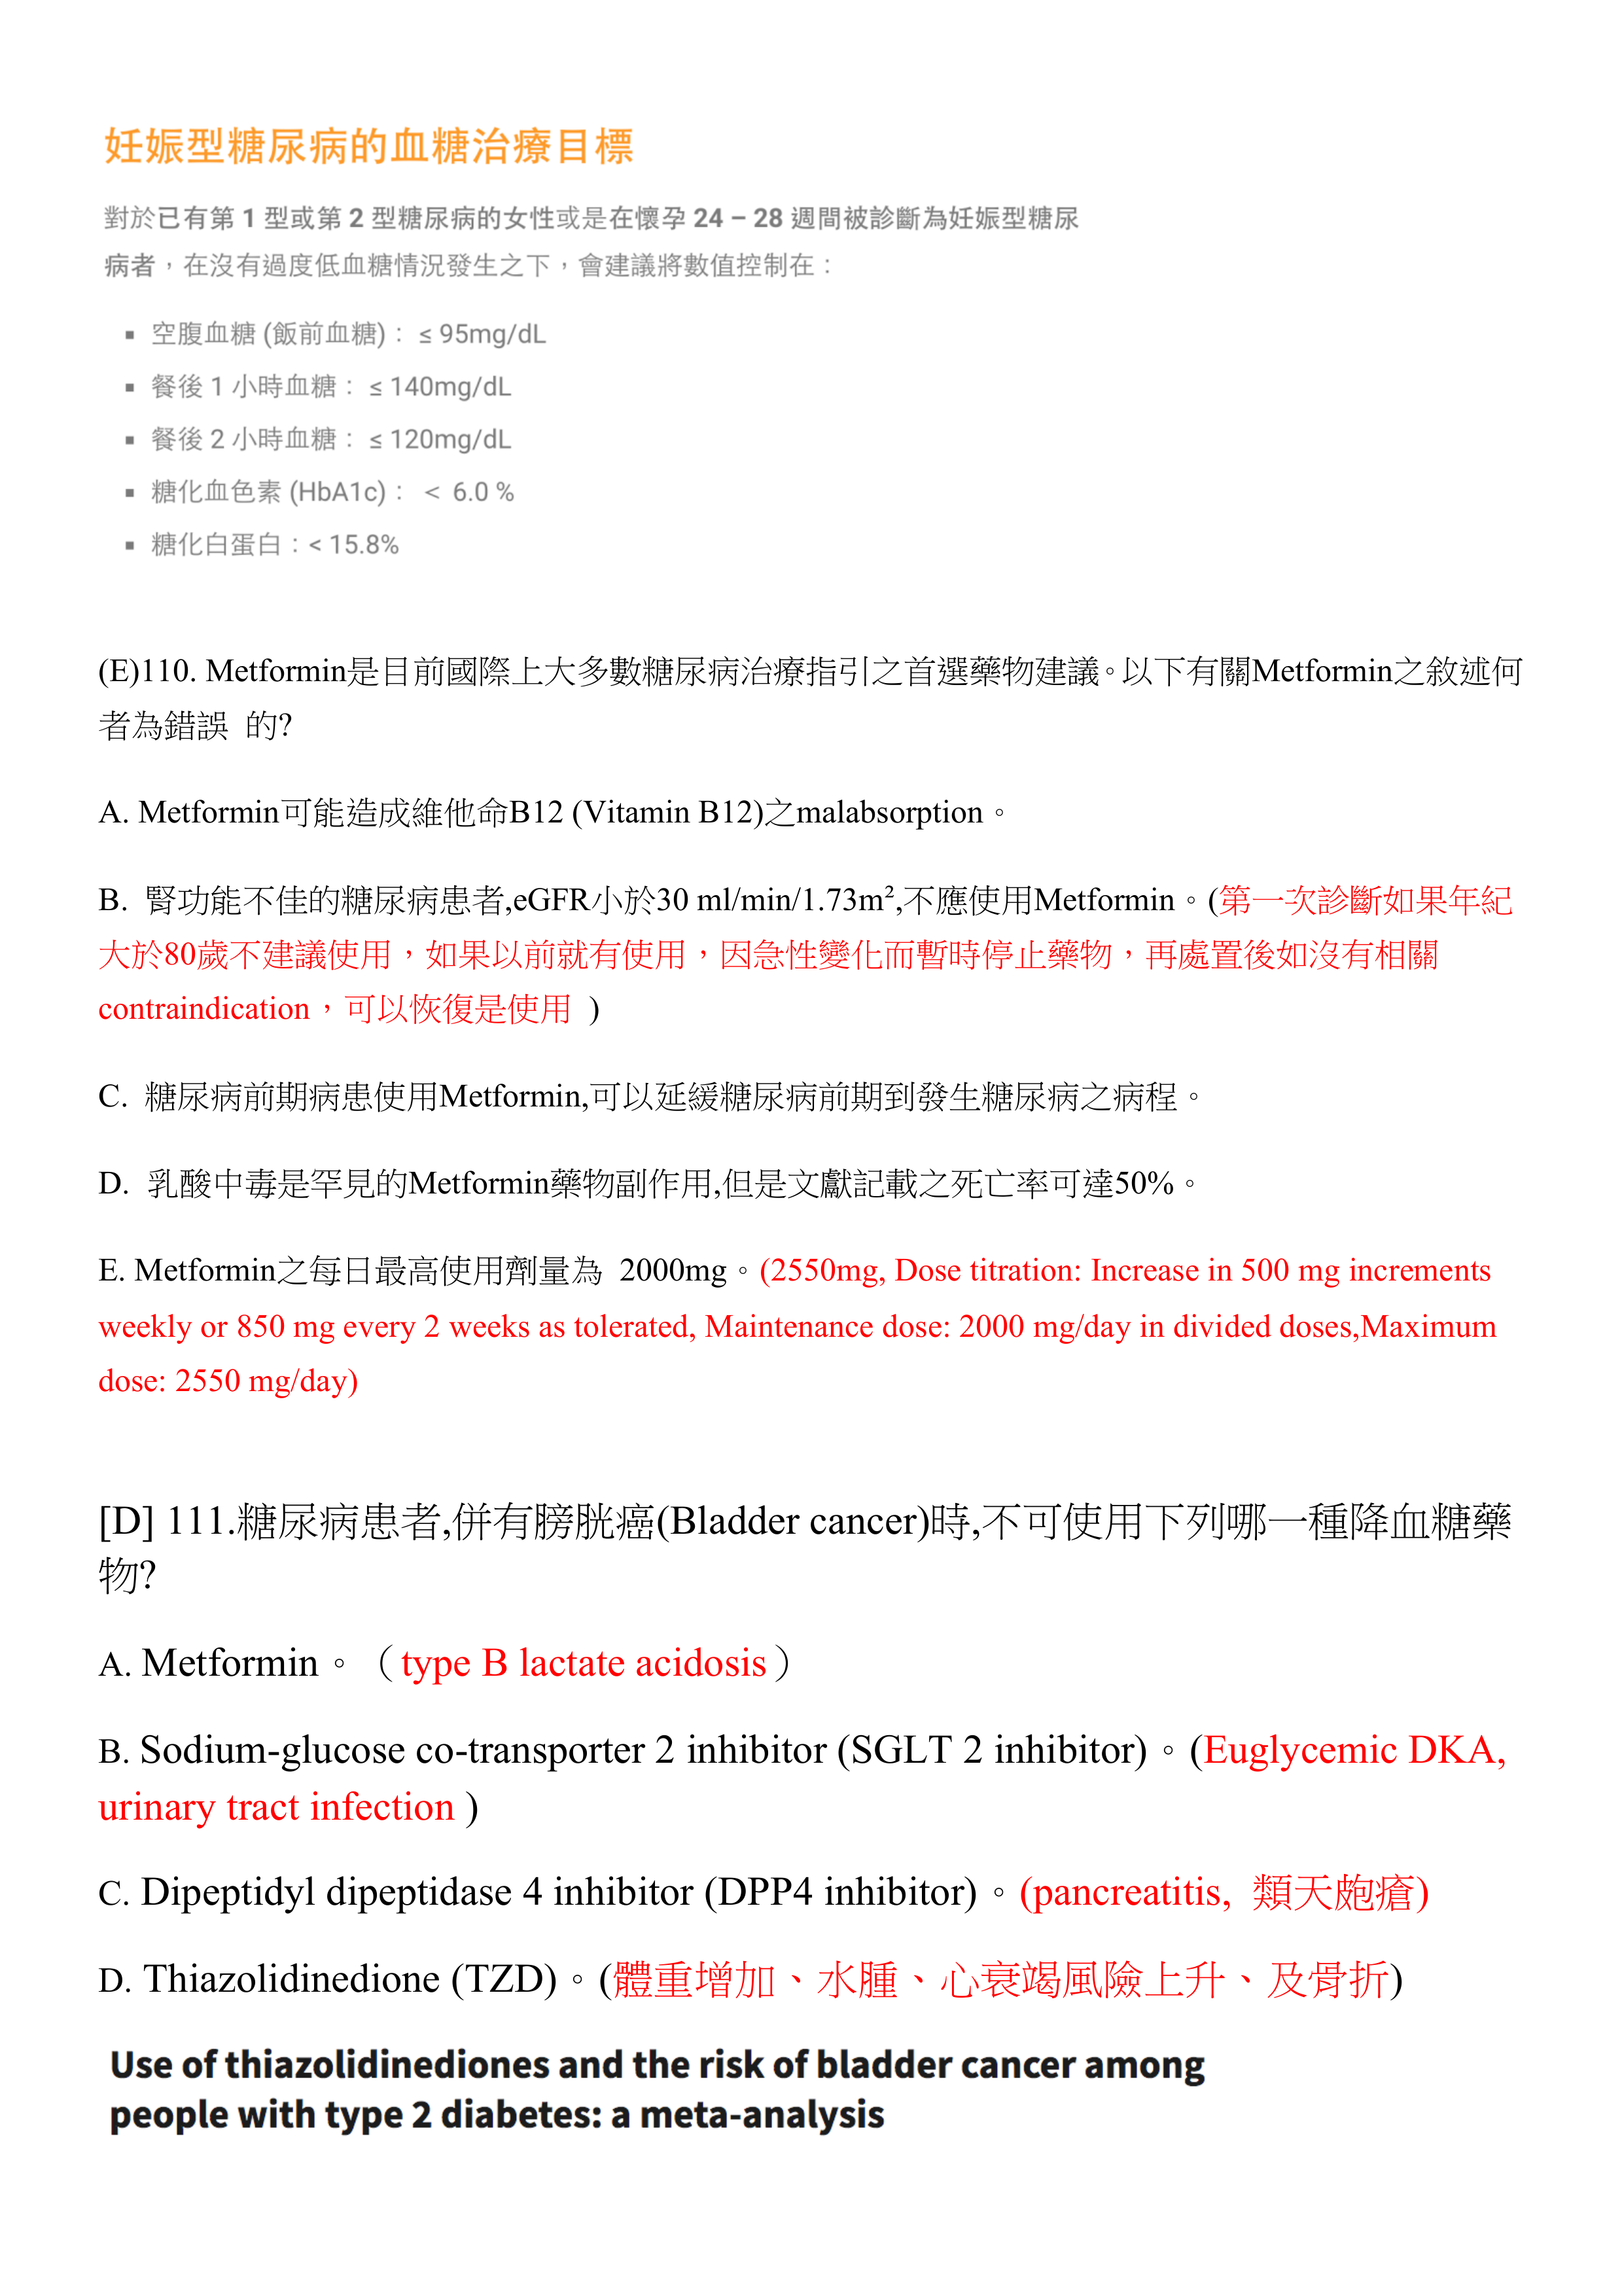 妊娠型糖尿病的血糖治療目標
對於已有第 1 型或第 2 型糖尿病的女性或是在懷孕 24 – 28 週間被診斷為妊娠型糖尿
病者，在沒有過度低血糖情況發生之下，會建議將數值控制在：
▪ 空腹血糖 (飯前血糖)： ≤ 95mg/dL
▪ 餐後 1 小時血糖： ≤ 140mg/dL
▪ 餐後 2 小時血糖： ≤ 120mg/dL
▪ 糖化血色素 (HbA1c)： ＜ 6.0 %
▪ 糖化白蛋白：< 15.8%
(E)110. Metformin是目前國際上大多數糖尿病治療指引之首選藥物建議。以下有關Metformin之敘述何
者為錯誤 的?
A. Metformin可能造成維他命B12 (Vitamin B12)之malabsorption。
B. 腎功能不佳的糖尿病患者,eGFR小於30 ml/min/1.73m²,不應使用Metformin。(第一次診斷如果年紀
大於80歲不建議使用，如果以前就有使用，因急性變化而暫時停止藥物，再處置後如沒有相關
contraindication，可以恢復是使用 )
C. 糖尿病前期病患使用Metformin,可以延緩糖尿病前期到發生糖尿病之病程。
D. 乳酸中毒是罕見的Metformin藥物副作用,但是文獻記載之死亡率可達50%。
E. Metformin之每日最高使用劑量為 2000mg。(2550mg, Dose titration: Increase in 500 mg increments
weekly or 850 mg every 2 weeks as tolerated, Maintenance dose: 2000 mg/day in divided doses,Maximum
dose: 2550 mg/day)
[D] 111.糖尿病患者,併有膀胱癌(Bladder cancer)時,不可使用下列哪一種降血糖藥
物?
A. Metformin。（type B lactate acidosis）
B. Sodium-glucose co-transporter 2 inhibitor (SGLT 2 inhibitor)。(Euglycemic DKA,
urinary tract infection )
C. Dipeptidyl dipeptidase 4 inhibitor (DPP4 inhibitor)。(pancreatitis, 類天皰瘡)
D. Thiazolidinedione (TZD)。(體重增加、水腫、心衰竭風險上升、及骨折)
Use of thiazolidinediones and the risk of bladder cancer among
people with type 2 diabetes: a meta-analysis